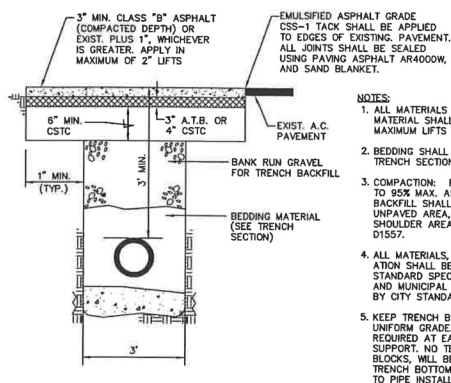 3" MIN. CLASS "B" ASPHALT
(COMPACTED DEPTH) OR
EXIST. PLUS 1", WHICHEVER
IS GREATER. APPLY IN
MAXIMUM OF 2" LIFTS
EMULSIFIED ASPHALT GRADE
CSS-1 TACK SHALL BE APPLIED
TO EDGES OF EXISTING. PAVEMENT.
ALL JOINTS SHALL BE SEALED
USING PAVING ASPHALT AR4000W,
AND SAND BLANKET.
6" MIN.
CSTC
3" A.T.B. OR
4" CSTC
EXIST. A.C.
PAVEMENT
1" MIN.
(TYP.)
3' MIN.
BANK RUN GRAVEL
FOR TRENCH BACKFILL
BEDDING MATERIAL
(SEE TRENCH
SECTION)
3'
NOTES:
1. ALL MATERIALS
MATERIAL SHALL
MAXIMUM LIFTS
2. BEDDING SHALL
TRENCH SECTION
3. COMPACTION:
TO 95% MAX.
BACKFILL SHALL
UNPAVED AREA,
SHOULDER AREA
D1557.
4. ALL MATERIALS,
ATION SHALL BE
STANDARD SPEC
AND MUNICIPAL
BY CITY STANDA
5. KEEP TRENCH B
UNIFORM GRADE.
REQUIRED AT EA
SUPPORT. NO TE
BLOCKS, WILL BE
TRENCH BOTTOM
TO PIPE INSTALL